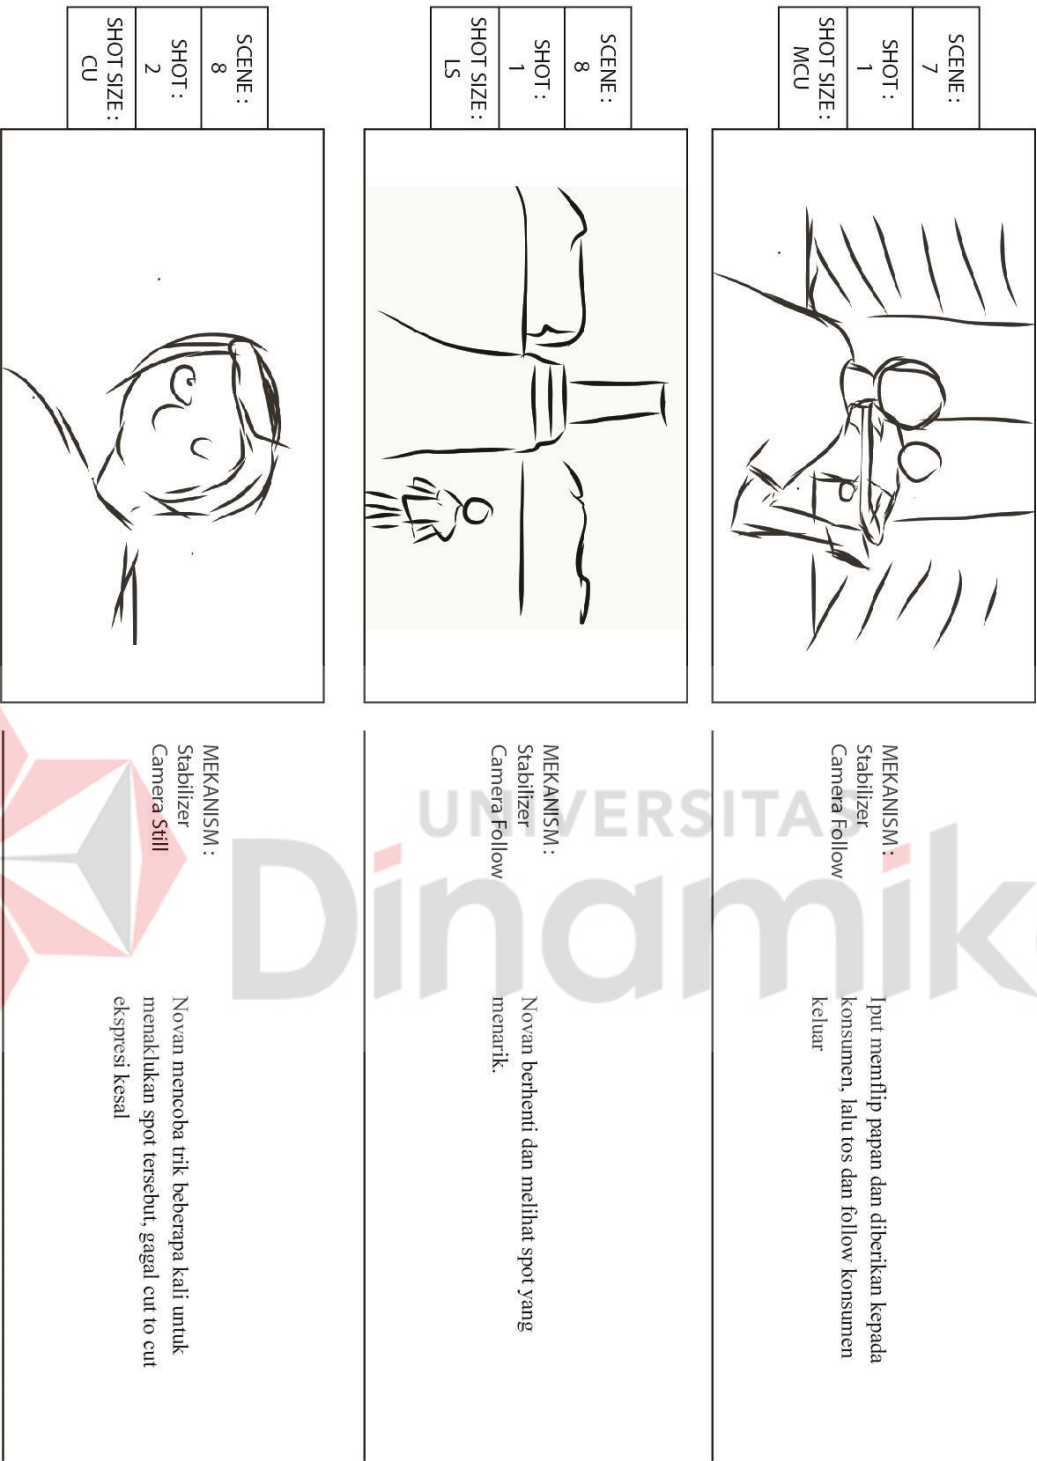 SCENE :
7
SHOT :
1
SHOT SIZE :
MCU
MEKANISM :
Stabilizer
Camera Follow
Iput memflip papan dan diberikan kepada
konsumen, lalu tos dan follow konsumen
keluar
SCENE :
8
SHOT :
1
SHOT SIZE :
LS
MEKANISM :
Stabilizer
Camera Follow
Novan berhenti dan melihat spot yang
menarik.
SCENE :
8
SHOT :
2
SHOT SIZE :
CU
MEKANISM :
Stabilizer
Camera Still
Novan mencoba trik beberapa kali untuk
menaklukan spot tersebut, gagal cut to cut
ekspresi kesal
UNIVERSITAS
Dinamik